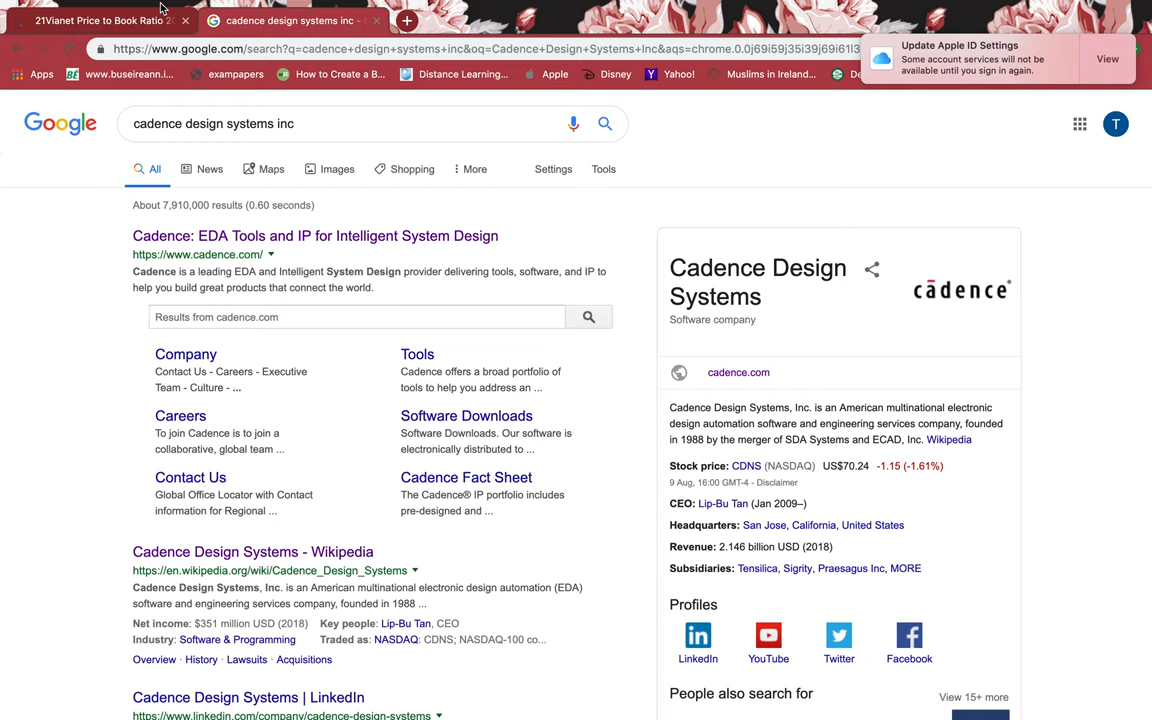 21Vianet Price to Book Ratio 2
cadence design systems inc -
https://www.google.com/search?q=cadence+design+systems+inc&oq=Cadence+Design+Systems+Inc&aqs=chrome.0.0j69i59j35i39j69i61l3
Update Apple ID Settings
Some account services will not be
available until you sign in again.
View
Apps
www.buseireann.i...
exampapers
How to Create a B...
Distance Learning...
Apple
Disney
Yahoo!
Muslims in Ireland...
De
Google
cadence design systems inc
T
All
News
Maps
Images
Shopping
More
Settings
Tools
About 7,910,000 results (0.60 seconds)
Cadence: EDA Tools and IP for Intelligent System Design
https://www.cadence.com/
Cadence is a leading EDA and Intelligent System Design provider delivering tools, software, and IP to
help you build great products that connect the world.
Results from cadence.com
Company
Contact Us - Careers - Executive
Team - Culture - ...
Tools
Cadence offers a broad portfolio of
tools to help you address an ...
Careers
To join Cadence is to join a
collaborative, global team ...
Software Downloads
Software Downloads. Our software is
electronically distributed to ...
Contact Us
Global Office Locator with Contact
information for Regional ...
Cadence Fact Sheet
The Cadence® IP portfolio includes
pre-designed and ...
Cadence Design Systems - Wikipedia
https://en.wikipedia.org/wiki/Cadence_Design_Systems
Cadence Design Systems, Inc. is an American multinational electronic design automation (EDA)
software and engineering services company, founded in 1988 ...
Net income: $351 million USD (2018) Key people: Lip-Bu Tan, CEO
Industry: Software & Programming Traded as: NASDAQ: CDNS; NASDAQ-100 co...
Overview · History · Lawsuits · Acquisitions
Cadence Design Systems | LinkedIn
https://www.linkedin.com/company/cadence-design-systems
Cadence Design
Systems
Software company
cādence®
cadence.com
Cadence Design Systems, Inc. is an American multinational electronic
design automation software and engineering services company, founded
in 1988 by the merger of SDA Systems and ECAD, Inc. Wikipedia
Stock price: CDNS (NASDAQ) US$70.24 -1.15 (-1.61%)
9 Aug, 16:00 GMT-4 - Disclaimer
CEO: Lip-Bu Tan (Jan 2009–)
Headquarters: San Jose, California, United States
Revenue: 2.146 billion USD (2018)
Subsidiaries: Tensilica, Sigrity, Praesagus Inc, MORE
Profiles
LinkedIn
YouTube
Twitter
Facebook
People also search for
View 15+ more